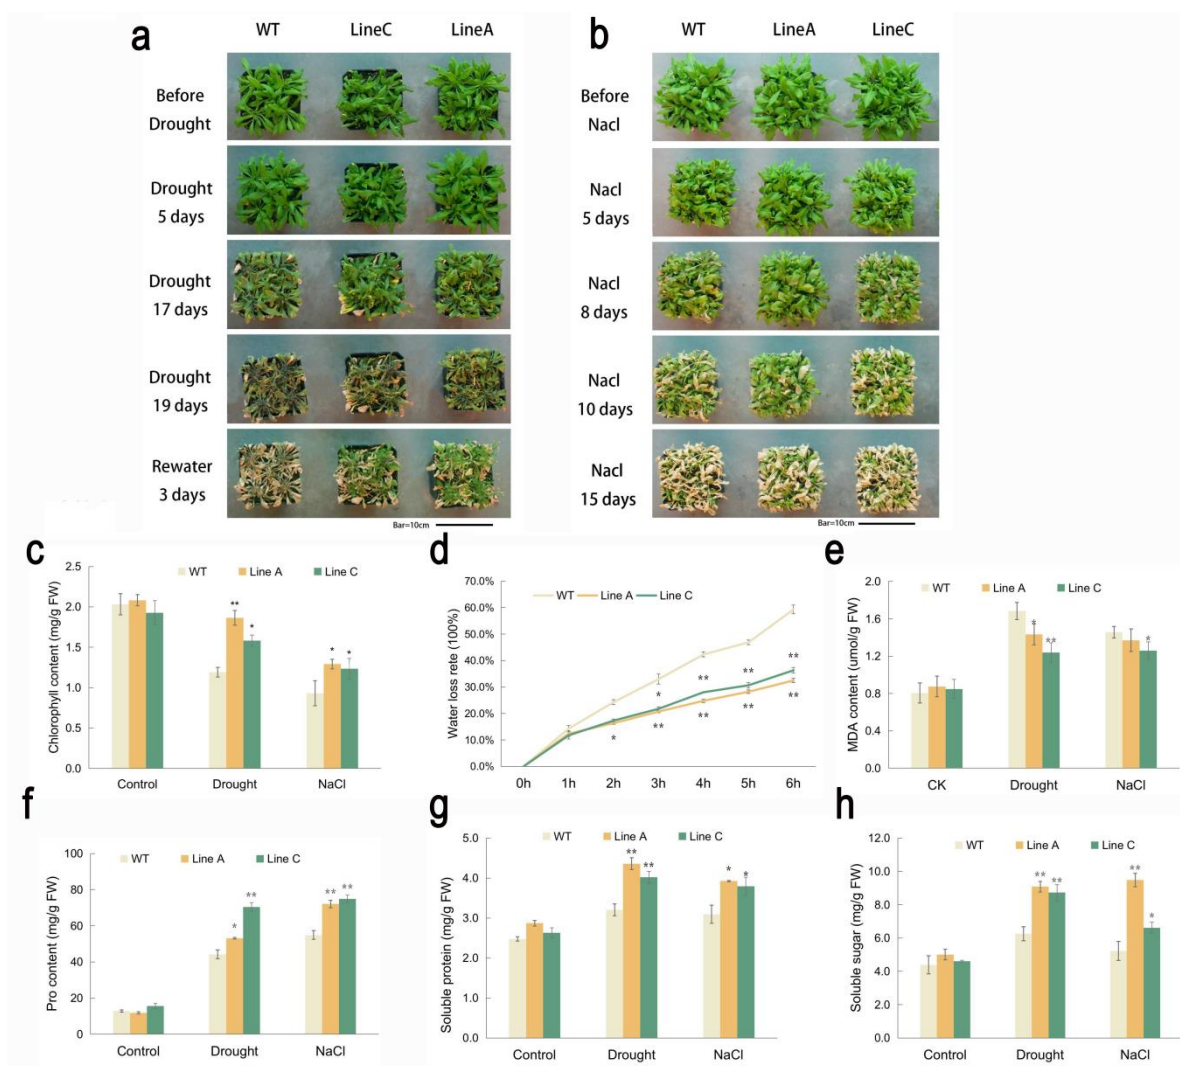 a
WT LineC LineA
Before
Drought
Drought
5 days
Drought
17 days
Drought
19 days
Rewater
3 days
Bar=10cm
b
WT LineA LineC
Before
Nacl
Nacl
5 days
Nacl
8 days
Nacl
10 days
Nacl
15 days
Bar=10cm
c
Chlorophyll content (mg/g FW)
2.5
2.0
1.5
1.0
0.5
0.0
WT Line A Line C
** * * *
Control Drought NaCl
d
Water loss rete (100%)
70.0%
60.0%
50.0%
40.0%
30.0%
20.0%
10.0%
0.0%
WT Line A Line C
* ** ** **
* ** ** ** **
0h 1h 2h 3h 4h 5h 6h
e
MDA content (umol/g FW)
2.0
1.6
1.2
0.8
0.4
0.0
WT Line A Line C
* ** *
CK Drought NaCl
f
Pro content (mg/g FW)
100
80
60
40
20
0
WT Line A Line C
* ** ** **
Control Drought NaCl
g
Soluble protein (mg/g FW)
5.0
4.0
3.0
2.0
1.0
0.0
WT Line A Line C
** ** * *
Control Drought NaCl
h
Soluble sugar (mg/g FW)
12.0
10.0
8.0
6.0
4.0
2.0
0.0
WT Line A Line C
** ** ** *
Control Drought NaCl